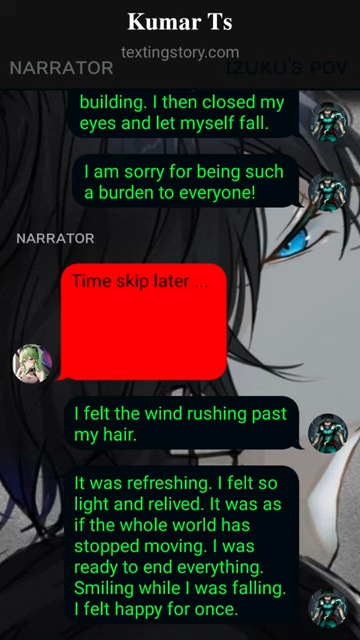 Kumar Ts
textingstory.com
NARRATOR
IZUKU'S POV
building. I then closed my
eyes and let myself fall.
I am sorry for being such
a burden to everyone!
NARRATOR
Time skip later ...
I felt the wind rushing past
my hair.
It was refreshing. I felt so
light and relived. It was as
if the whole world has
stopped moving. I was
ready to end everything.
Smiling while I was falling.
I felt happy for once.